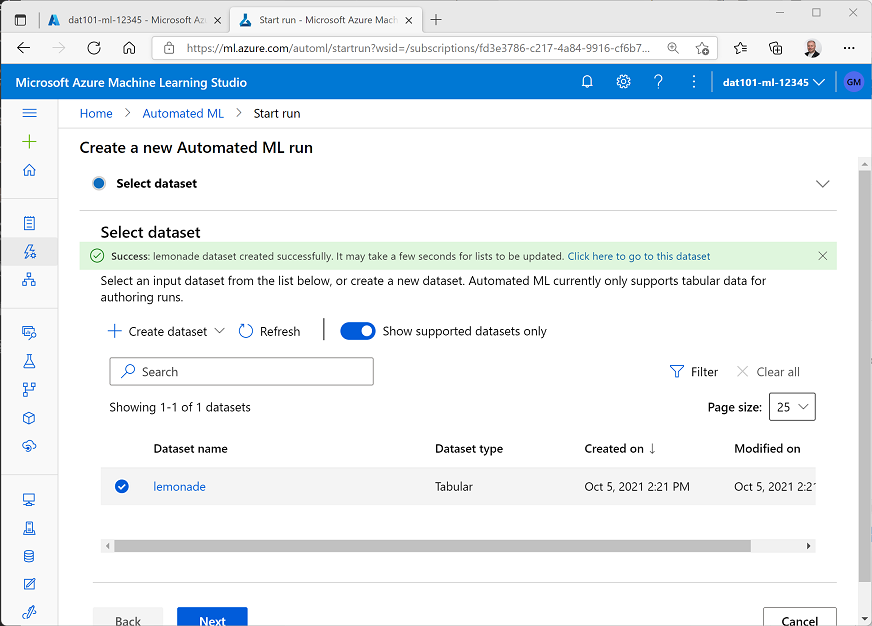 dat101-ml-12345 - Microsoft Az
Start run - Microsoft Azure Mach
https://ml.azure.com/automl/startrun?wsid=/subscriptions/fd3e3786-c217-4a84-9916-cf6b7...
Microsoft Azure Machine Learning Studio
dat101-ml-12345
GM
Home > Automated ML > Start run
Create a new Automated ML run
Select dataset
Select dataset
Success: lemonade dataset created successfully. It may take a few seconds for lists to be updated. Click here to go to this dataset
Select an input dataset from the list below, or create a new dataset. Automated ML currently only supports tabular data for
authoring runs.
Create dataset Refresh Show supported datasets only
Search
Filter Clear all
Showing 1-1 of 1 datasets
Page size: 25
Dataset name Dataset type Created on ↓ Modified on
lemonade Tabular Oct 5, 2021 2:21 PM Oct 5, 2021 2:21
Back Next Cancel